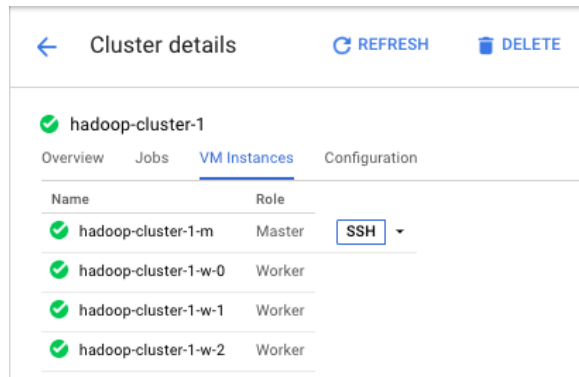 Cluster details REFRESH DELETE
hadoop-cluster-1
Overview Jobs VM Instances Configuration
Name Role
hadoop-cluster-1-m Master SSH
hadoop-cluster-1-w-0 Worker
hadoop-cluster-1-w-1 Worker
hadoop-cluster-1-w-2 Worker